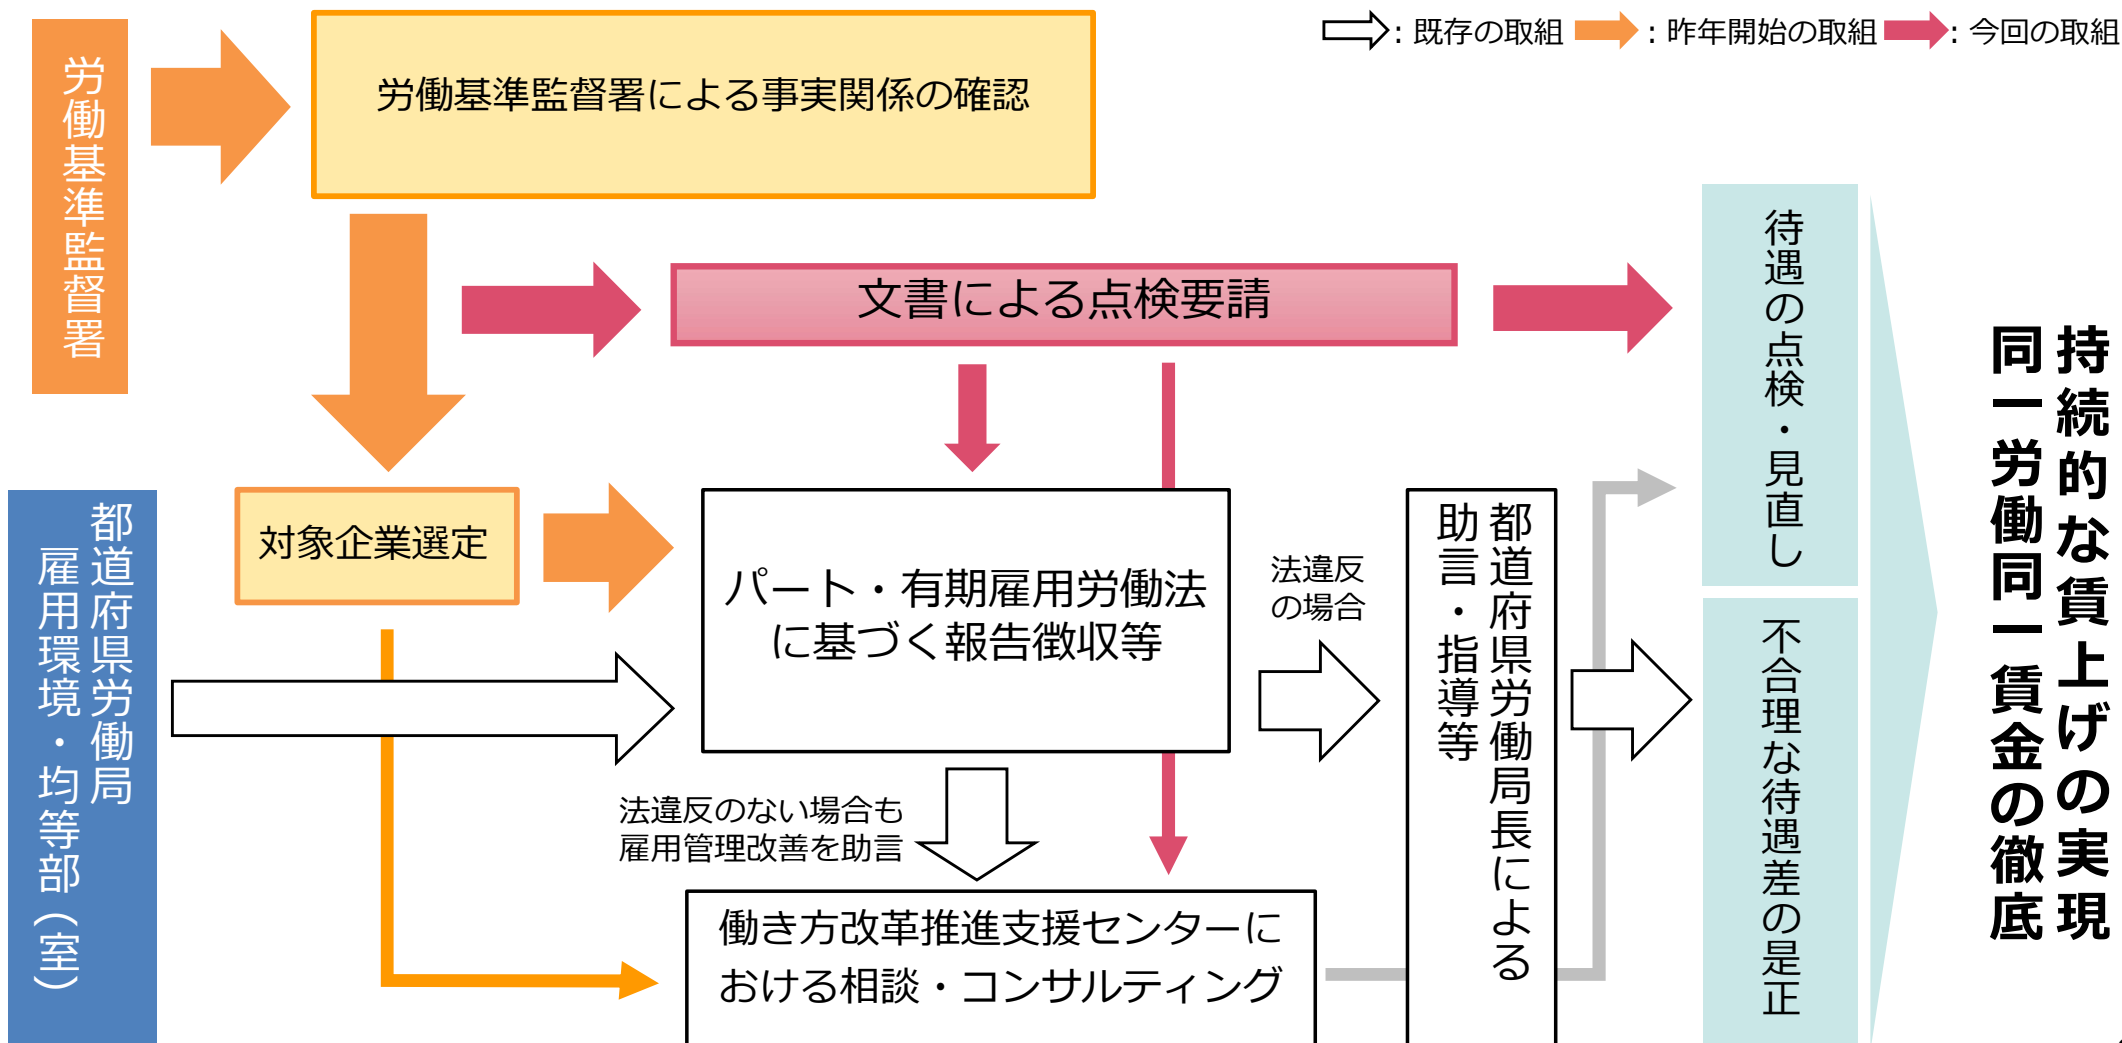 : 既存の取組
: 昨年開始の取組
: 今回の取組
労働基準監督署
労働基準監督署による事実関係の確認
文書による点検要請
都道府県労働局
雇用環境・均等部（室）
対象企業選定
パート・有期雇用労働法
に基づく報告徴収等
法違反
の場合
都道府県労働局長による
助言・指導等
法違反のない場合も
雇用管理改善を助言
働き方改革推進支援センターに
おける相談・コンサルティング
待遇の点検・見直し
不合理な待遇差の是正
持続的な賃上げの実現
同一労働同一賃金の徹底